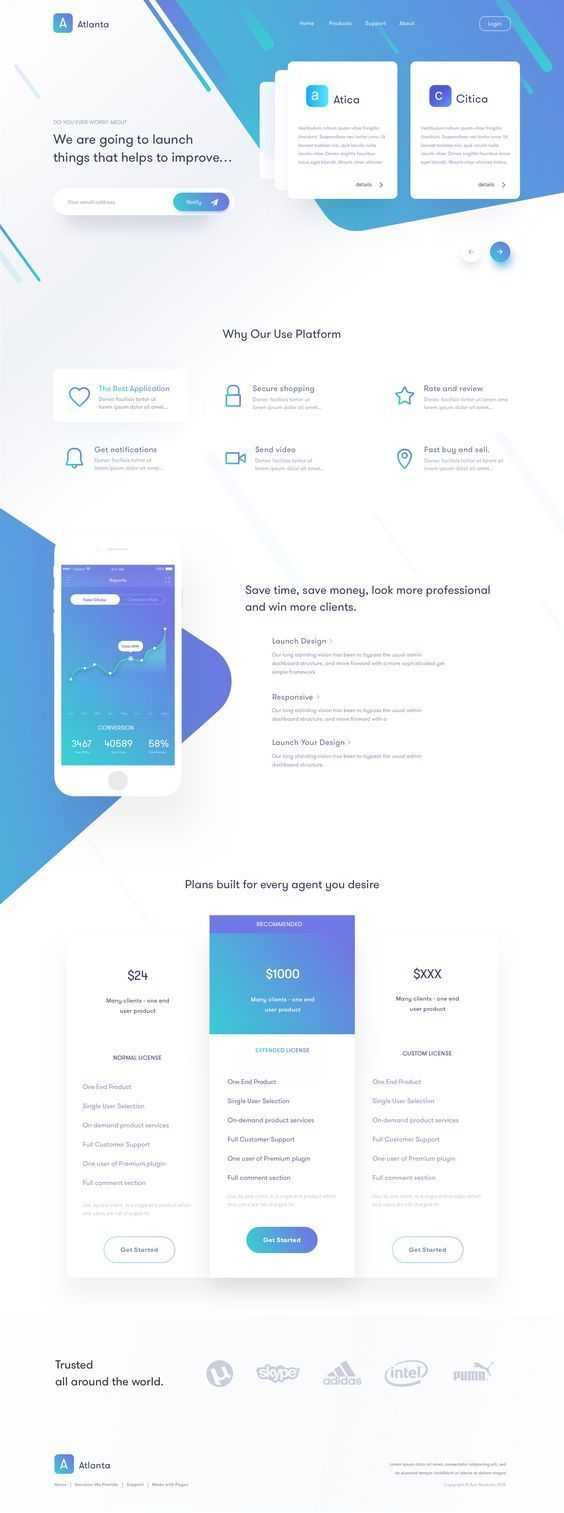 A Atlanta
Home Products Support About Login
DO YOU EVER WORRY ABOUT
We are going to launch
things that helps to improve...
Your email address
Notify
a Atica
details
c Citica
details
Why Our Use Platform
The Best Application
Donec facilisis tortor ut
lorem ipsum dolor sit amet...
Secure shopping
Donec facilisis tortor ut
lorem ipsum dolor sit amet...
Rate and review
Donec facilisis tortor ut
lorem ipsum dolor sit amet...
Get notifications
Donec facilisis tortor ut
lorem ipsum dolor sit amet...
Send video
Donec facilisis tortor ut
lorem ipsum dolor sit amet...
Fast buy and sell.
Donec facilisis tortor ut
lorem ipsum dolor sit amet...
Reports
CONVERSION
3467 40589 58%
Save time, save money, look more professional
and win more clients.
Launch Design
Our long standing vision has been to bypass the usual admin
dashboard structure, and move forward with a more sophisticated yet
simple framework
Responsive
Our long standing vision has been to bypass the usual admin
dashboard structure, and move forward with a
Launch Your Design
Our long standing vision has been to bypass the usual admin
dashboard structure.
Plans built for every agent you desire
$24
Many clients - one end
user product
NORMAL LICENSE
One End Product
Single User Selection
On-demand product services
Full Customer Support
One user of Premium plugin
Full comment section
Get Started
RECOMMENDED
$1000
Many clients - one end
user product
EXTENDED LICENSE
One End Product
Single User Selection
On-demand product services
Full Customer Support
One user of Premium plugin
Full comment section
Get Started
$XXX
Many clients - one end
user product
CUSTOM LICENSE
One End Product
Single User Selection
On-demand product services
Full Customer Support
One user of Premium plugin
Full comment section
Get Started
Trusted
all around the world.
µ skype adidas intel PUMA
A Atlanta
Support | Made with Pages